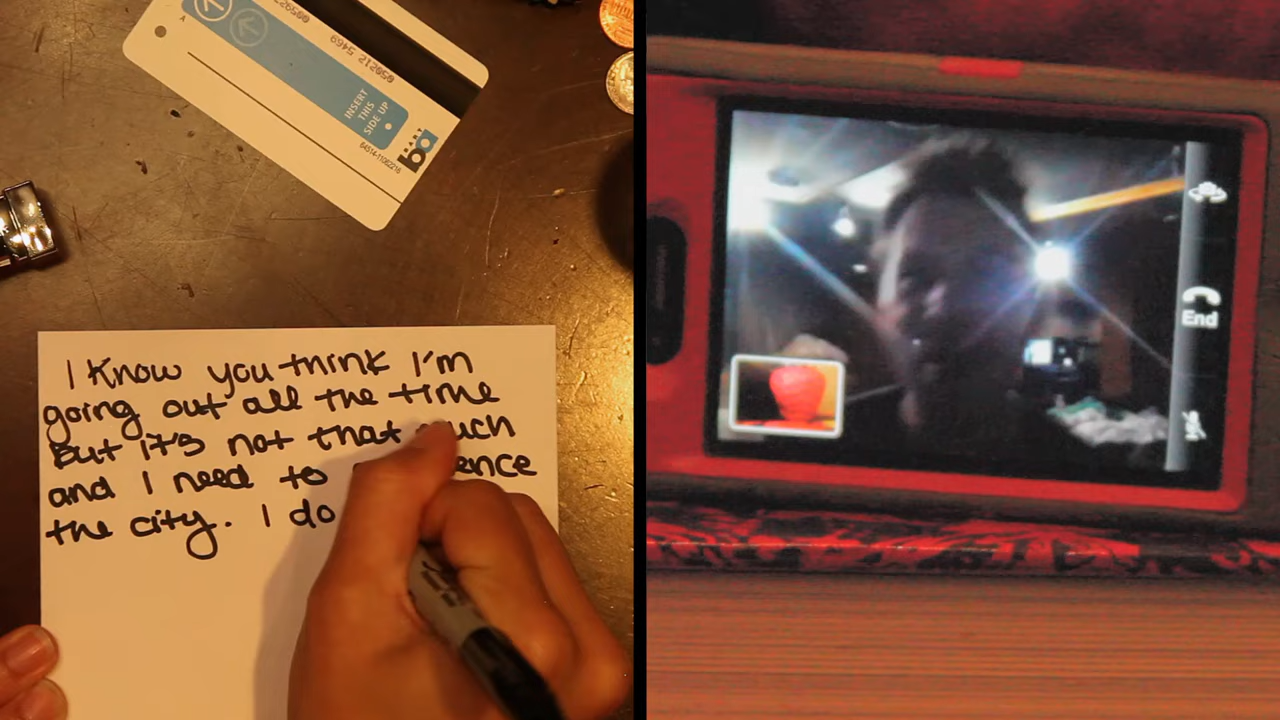 INSERT
THIS
SIDE UP
BART
ba
I Know you think I'm
going out all the time
But it's not that
and I need to
the city. I do
End